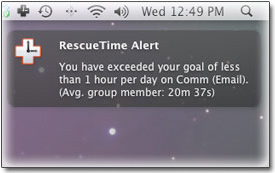 Wed 12:49 PM
RescueTime Alert
You have exceeded your goal of less
than 1 hour per day on Comm (Email).
(Avg. group member: 20m 37s)